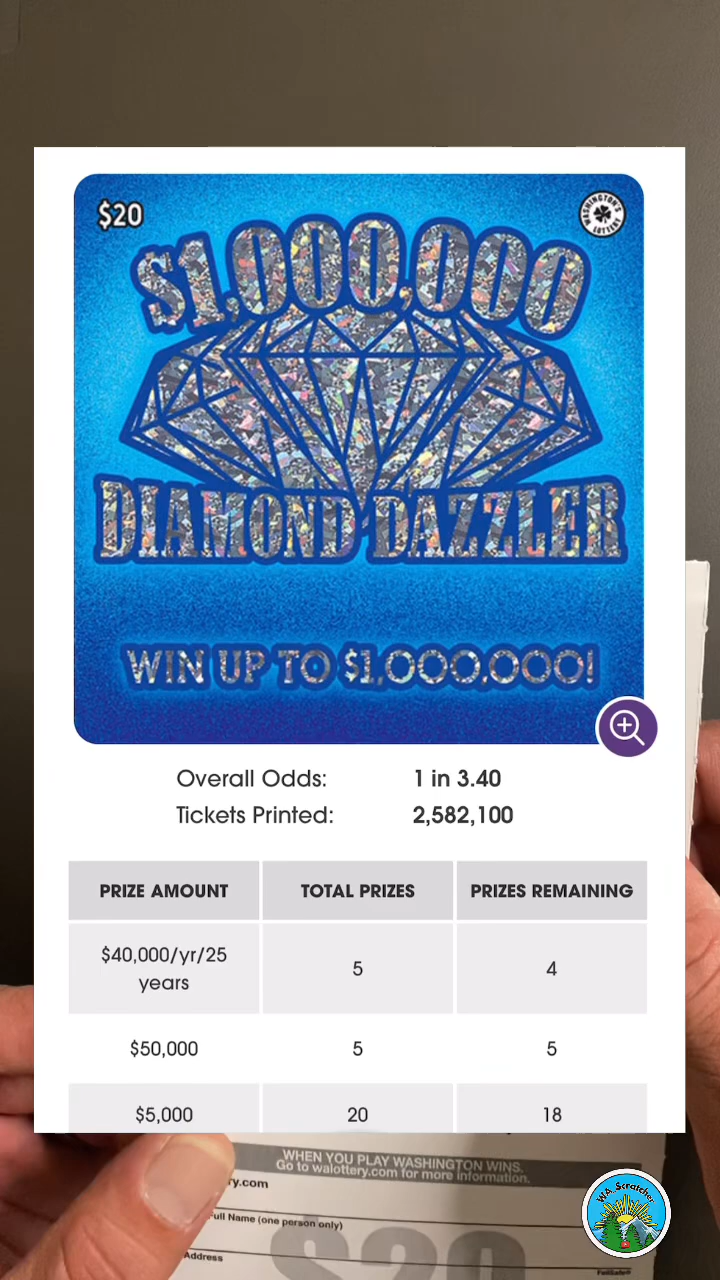 $20
WASHINGTON'S
LOTTERY
$1,000,000
DIAMOND DAZZLER
WIN UP TO $1,000,000!
Overall Odds: 1 in 3.40
Tickets Printed: 2,582,100
PRIZE AMOUNT TOTAL PRIZES PRIZES REMAINING
$40,000/yr/25
years 5 4
$50,000 5 5
$5,000 20 18
WHEN YOU PLAY WASHINGTON WINS.
Go to walottery.com for more information.
ry.com
Full Name (one person only)
Address
$20
WA Scratcher